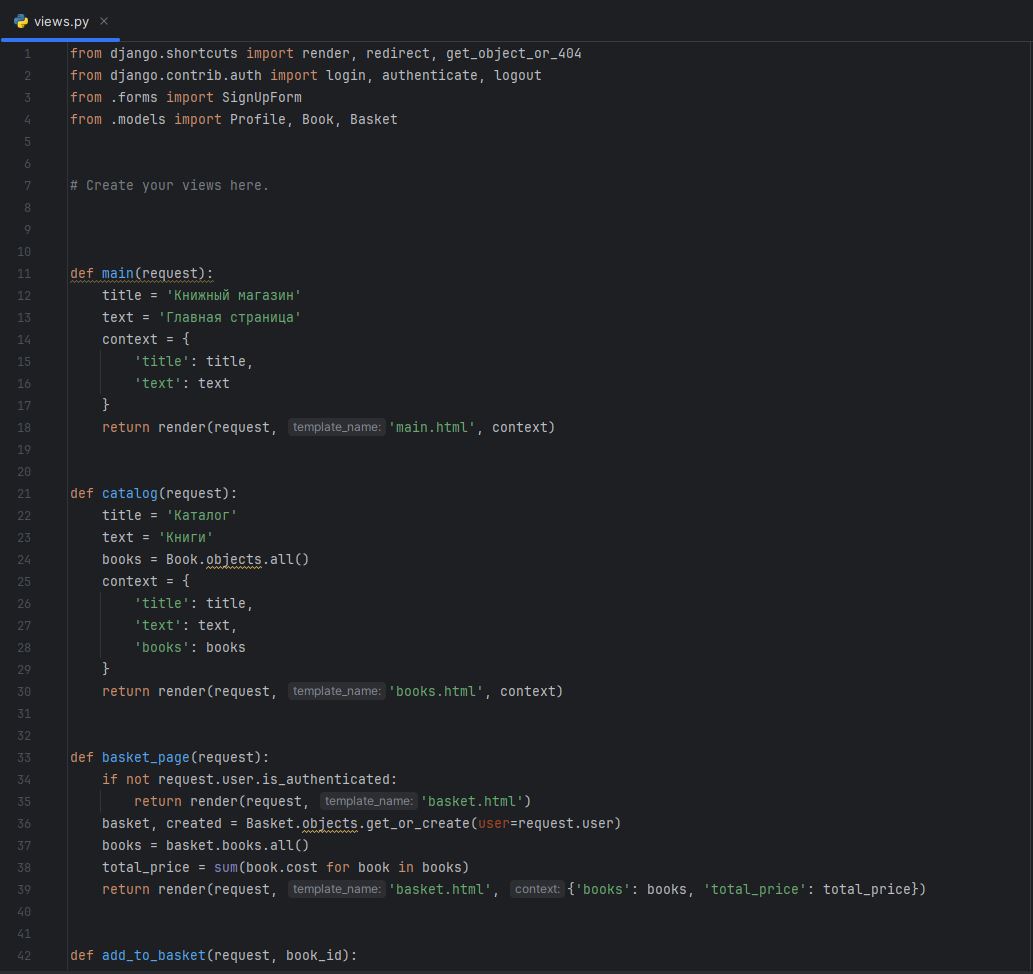 views.py ×
1 from django.shortcuts import render, redirect, get_object_or_404
2 from django.contrib.auth import login, authenticate, logout
3 from .forms import SignUpForm
4 from .models import Profile, Book, Basket
5
6
7 # Create your views here.
8
9
10
11 def main(request):
12     title = 'Книжный магазин'
13     text = 'Главная страница'
14     context = {
15         'title': title,
16         'text': text
17     }
18     return render(request, template_name: 'main.html', context)
19
20
21 def catalog(request):
22     title = 'Каталог'
23     text = 'Книги'
24     books = Book.objects.all()
25     context = {
26         'title': title,
27         'text': text,
28         'books': books
29     }
30     return render(request, template_name: 'books.html', context)
31
32
33 def basket_page(request):
34     if not request.user.is_authenticated:
35         return render(request, template_name: 'basket.html')
36     basket, created = Basket.objects.get_or_create(user=request.user)
37     books = basket.books.all()
38     total_price = sum(book.cost for book in books)
39     return render(request, template_name: 'basket.html', context: {'books': books, 'total_price': total_price})
40
41
42 def add_to_basket(request, book_id):